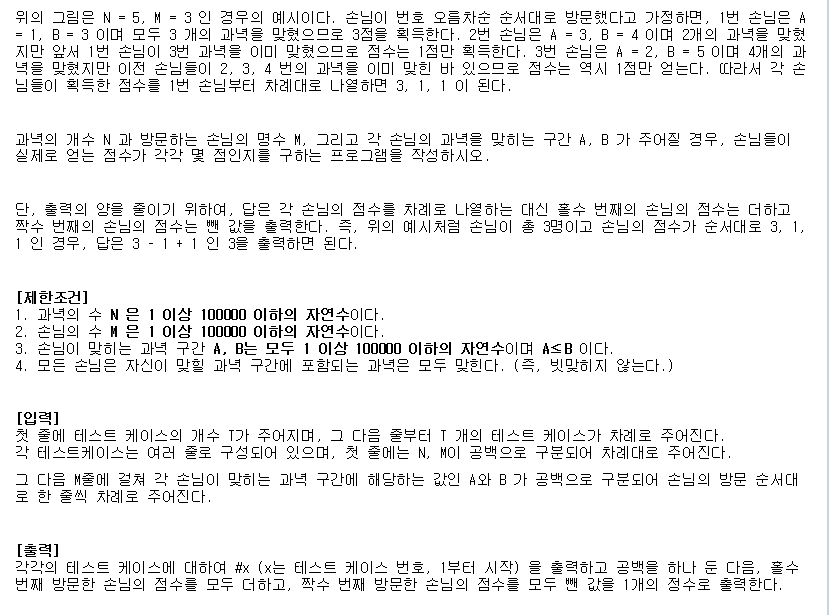 위의 그림은 N = 5, M = 3 인 경우의 예시이다. 손님이 번호 오름차순 순서대로 방문했다고 가정하면, 1번 손님은 A
= 1, B = 3 이며 모두 3 개의 과녁을 맞혔으므로 3점을 획득한다. 2번 손님은 A = 3, B = 4 이며 2개의 과녁을 맞혔
지만 앞서 1번 손님이 3번 과녁을 이미 맞혔으므로 점수는 1점만 획득한다. 3번 손님은 A = 2, B = 5 이며 4개의 과
녁을 맞혔지만 이전 손님들이 2, 3, 4 번의 과녁을 이미 맞힌 바 있으므로 점수는 역시 1점만 얻는다. 따라서 각 손
님들이 획득한 점수를 1번 손님부터 차례대로 나열하면 3, 1, 1 이 된다.
과녁의 개수 N 과 방문하는 손님의 명수 M, 그리고 각 손님의 과녁을 맞히는 구간 A, B 가 주어질 경우, 손님들이
실제로 얻는 점수가 각각 몇 점인지를 구하는 프로그램을 작성하시오.
단, 출력의 양을 줄이기 위하여, 답은 각 손님의 점수를 차례로 나열하는 대신 홀수 번째의 손님의 점수는 더하고
짝수 번째의 손님의 점수는 뺀 값을 출력한다. 즉, 위의 예시처럼 손님이 총 3명이고 손님의 점수가 순서대로 3, 1,
1 인 경우, 답은 3 - 1 + 1 인 3을 출력하면 된다.
[제한조건]
1. 과녁의 수 N 은 1 이상 100000 이하의 자연수이다.
2. 손님의 수 M 은 1 이상 100000 이하의 자연수이다.
3. 손님이 맞히는 과녁 구간 A, B는 모두 1 이상 100000 이하의 자연수이며 A≤B 이다.
4. 모든 손님은 자신이 맞힐 과녁 구간에 포함되는 과녁은 모두 맞힌다. (즉, 빗맞히지 않는다.)
[입력]
첫 줄에 테스트 케이스의 개수 T가 주어지며, 그 다음 줄부터 T 개의 테스트 케이스가 차례로 주어진다.
각 테스트케이스는 여러 줄로 구성되어 있으며, 첫 줄에는 N, M이 공백으로 구분되어 차례대로 주어진다.
그 다음 M줄에 걸쳐 각 손님이 맞히는 과녁 구간에 해당하는 값인 A와 B 가 공백으로 구분되어 손님의 방문 순서대
로 한 줄씩 차례로 주어진다.
[출력]
각각의 테스트 케이스에 대하여 #x (x는 테스트 케이스 번호, 1부터 시작) 을 출력하고 공백을 하나 둔 다음, 홀수
번째 방문한 손님의 점수를 모두 더하고, 짝수 번째 방문한 손님의 점수를 모두 뺀 값을 1개의 정수로 출력한다.